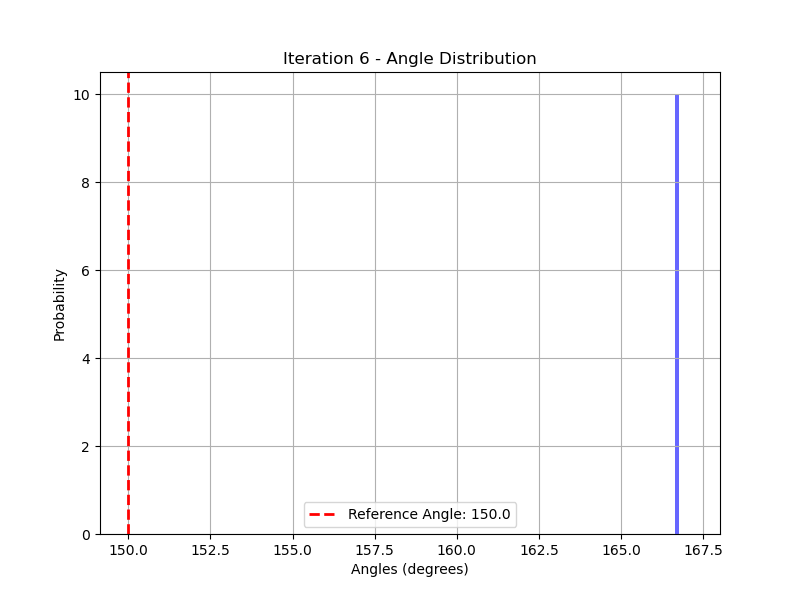 Iteration 6 - Angle Distribution
Probability
10
8
6
4
2
0
Reference Angle: 150.0
150.0 152.5 155.0 157.5 160.0 162.5 165.0 167.5
Angles (degrees)